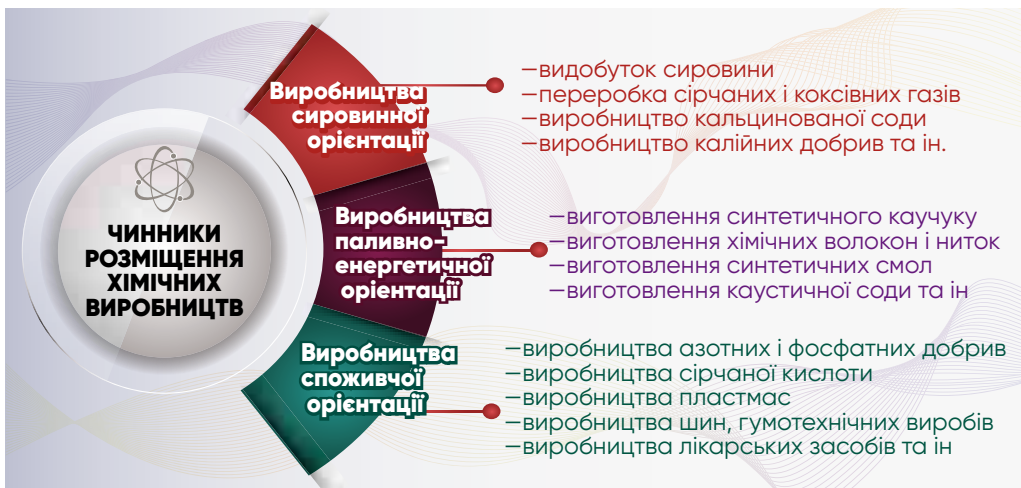 ЧИННИКИ
РОЗМІЩЕННЯ
ХІМІЧНИХ
ВИРОБНИЦТВ
Виробництва
сировинної
орієнтації
—видобуток сировини
—переробка сірчаних і коксівних газів
—виробництво кальцинованої соди
—виробництво калійних добрив та ін.
Виробництва
паливно-
енергетичної
оріентації
—виготовлення синтетичного каучуку
—виготовлення хімічних волокон і ниток
—виготовлення синтетичних смол
—виготовлення каустичної соди та ін
Виробництва
споживчої
орієнтації
—виробництва азотних і фосфатних добрив
—виробництва сірчаної кислоти
—виробництва пластмас
—виробництва шин, гумотехнічних виробів
—виробництва лікарських засобів та ін